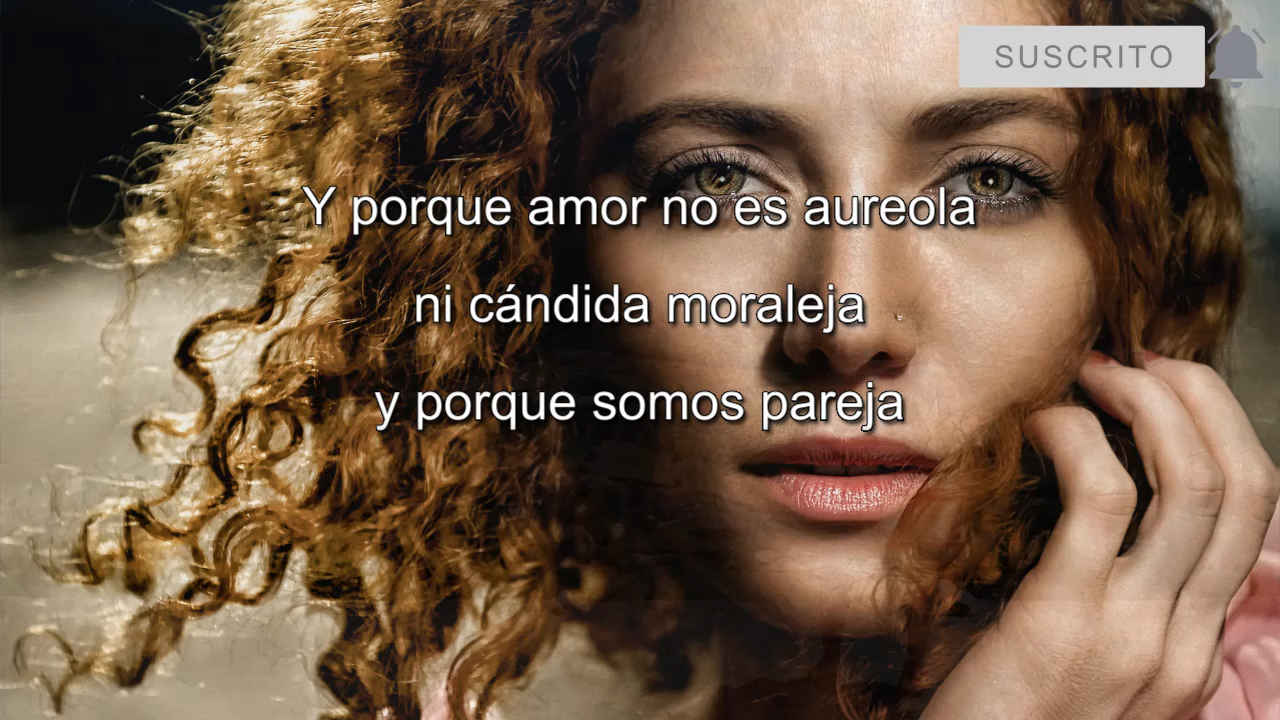 SUSCRITO
Y porque amor no es aureola
ni cándida moraleja
y porque somos pareja